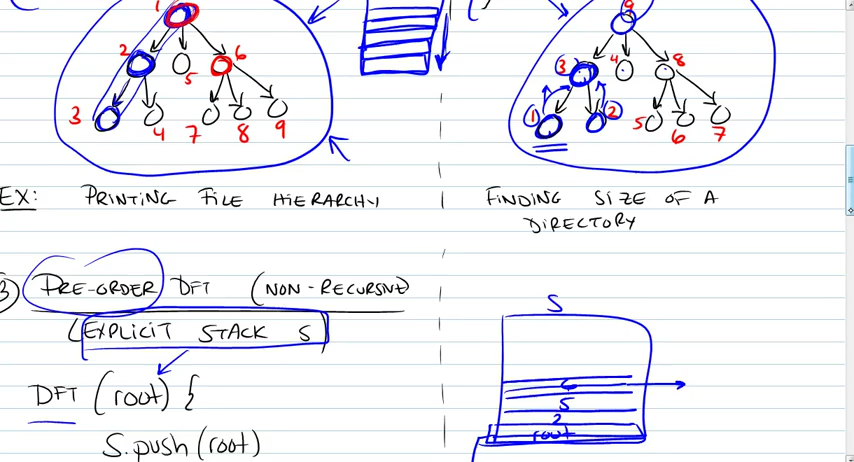 1
2
5
6
3
4
7
8
9
EX: PRINTING FILE HIERARCHY
9
3
4
8
1
2
5
6
7
FINDING SIZE OF A
DIRECTORY
3) PRE-ORDER DFT (NON-RECURSIVE)
(EXPLICIT STACK S)
DFT (root) {
S.push(root)
S
6
5
2
root